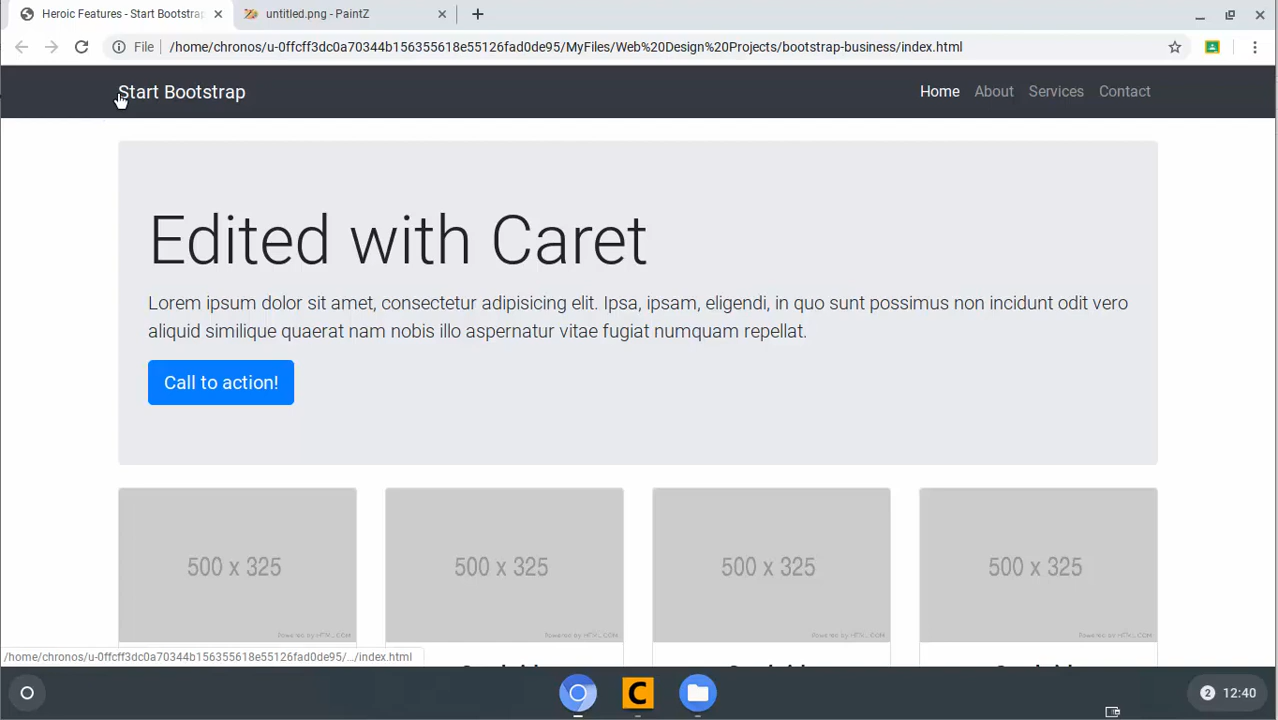 Heroic Features - Start Bootstrap
untitled.png - PaintZ
File
/home/chronos/u-0ffcff3dc0a70344b156355618e55126fad0de95/MyFiles/Web%20Design%20Projects/bootstrap-business/index.html
Start Bootstrap
Home
About
Services
Contact
Edited with Caret
Lorem ipsum dolor sit amet, consectetur adipisicing elit. Ipsa, ipsam, eligendi, in quo sunt possimus non incidunt odit vero
aliquid similique quaerat nam nobis illo aspernatur vitae fugiat numquam repellat.
Call to action!
500 x 325
500 x 325
500 x 325
500 x 325
/home/chronos/u-0ffcff3dc0a70344b156355618e55126fad0de95/.../index.html
C
2
12:40